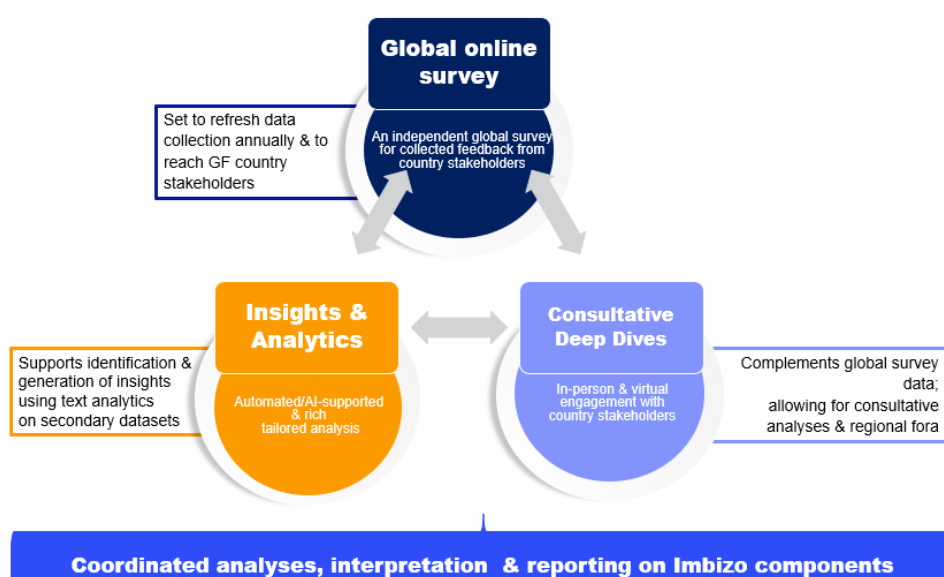 Global online
survey
Set to refresh data
collection annually & to
reach GF country
stakeholders
An independent global survey
for collected feedback from
country stakeholders
Insights &
Analytics
Supports identification &
generation of insights
using text analytics
on secondary datasets
Automated/AI-supported
& rich
tailored analysis
Consultative
Deep Dives
In-person & virtual
engagement with
country stakeholders
Complements global survey
data;
allowing for consultative
analyses & regional fora
Coordinated analyses, interpretation & reporting on Imbizo components